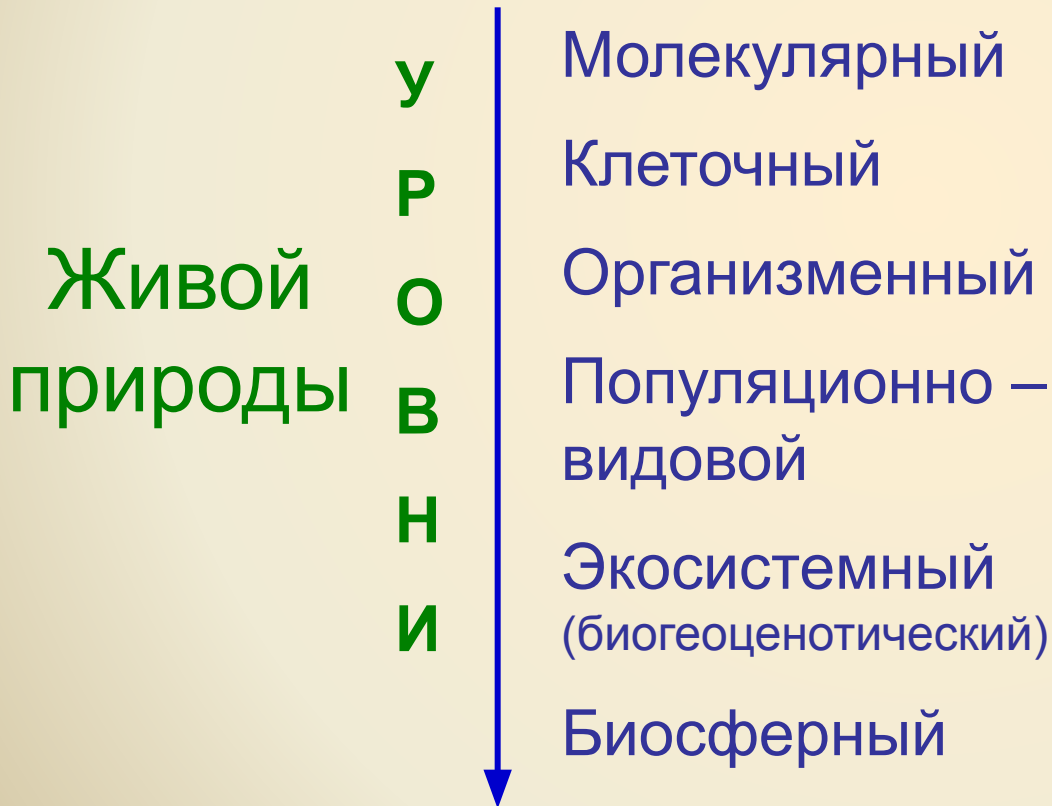 Живой
природы
У
Р
О
В
Н
И
Молекулярный
Клеточный
Организменный
Популяционно –
видовой
Экосистемный
(биогеоценотический)
Биосферный